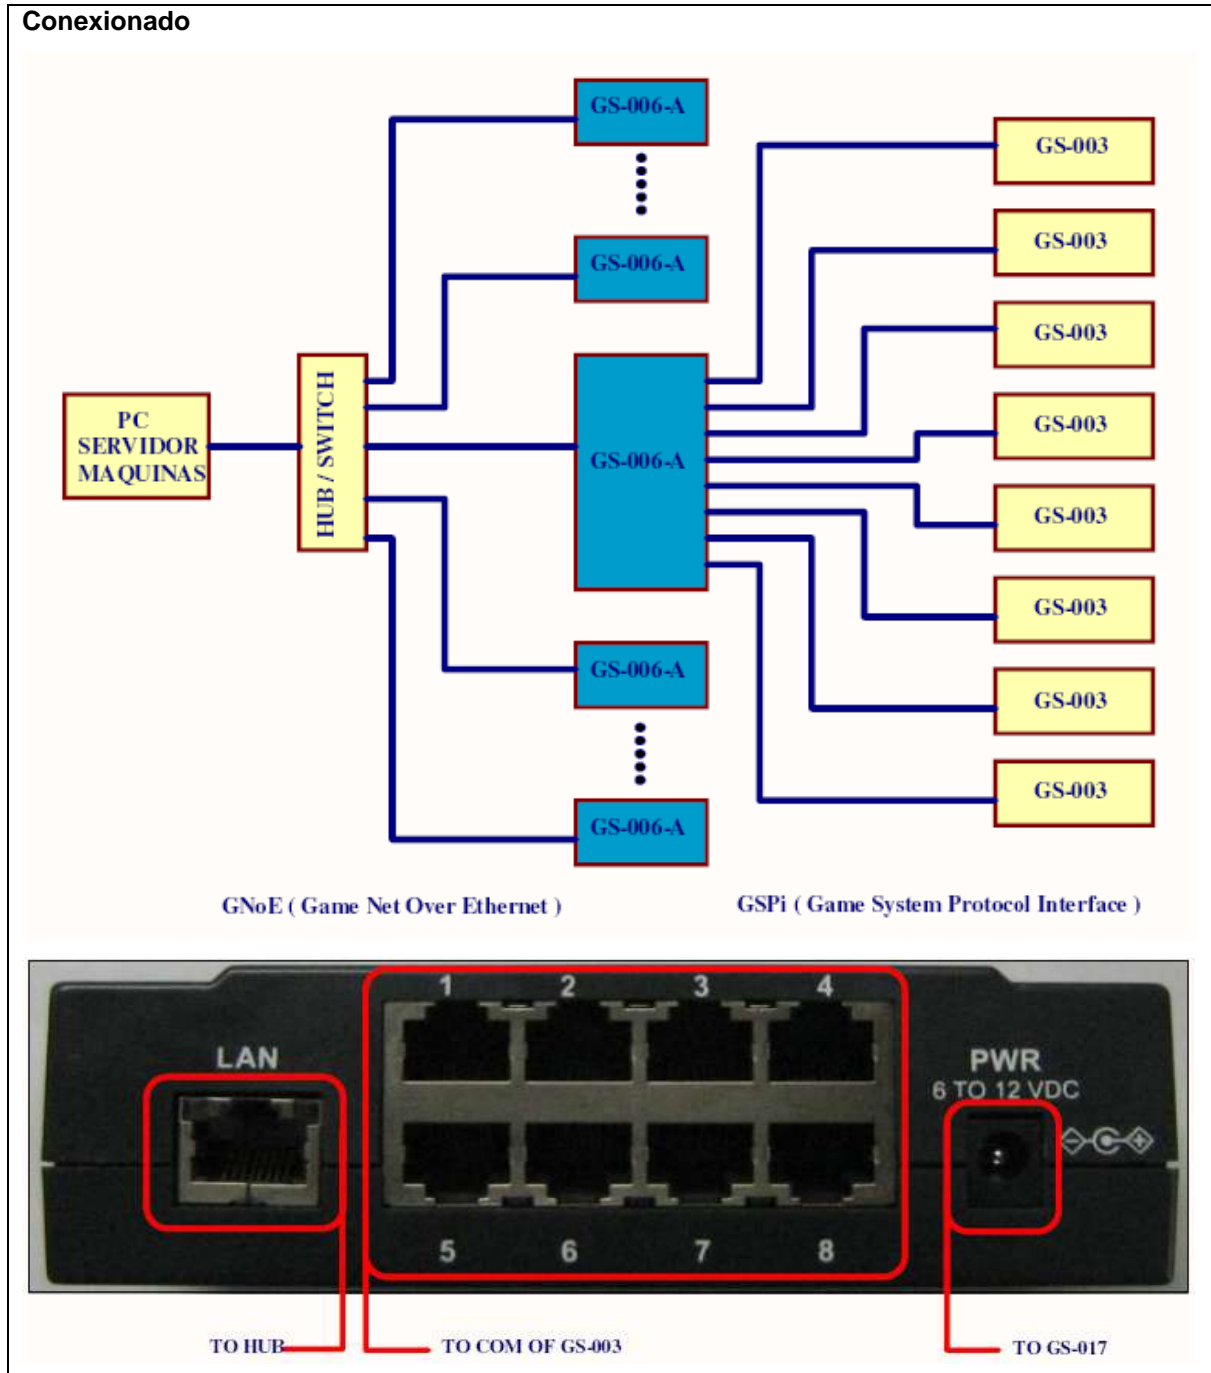 Conexionado
GS-006-A
GS-003
GS-003
GS-006-A
GS-003
PC
SERVIDOR
MAQUINAS
HUB / SWITCH
GS-006-A
GS-003
GS-003
GS-003
GS-006-A
GS-003
GS-003
GS-006-A
GNoE ( Game Net Over Ethernet )
GSPi ( Game System Protocol Interface )
1 2 3 4
LAN
PWR
6 TO 12 VDC
5 6 7 8
TO HUB
TO COM OF GS-003
TO GS-017